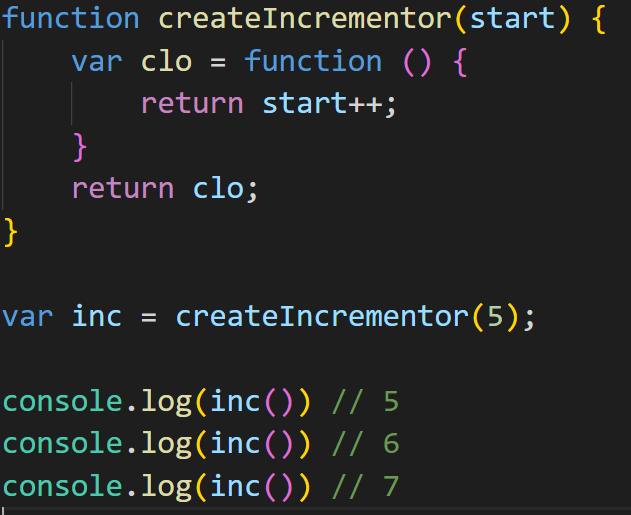 function createIncrementor(start) {
    var clo = function () {
        return start++;
    }
    return clo;
}

var inc = createIncrementor(5);

console.log(inc()) // 5
console.log(inc()) // 6
console.log(inc()) // 7